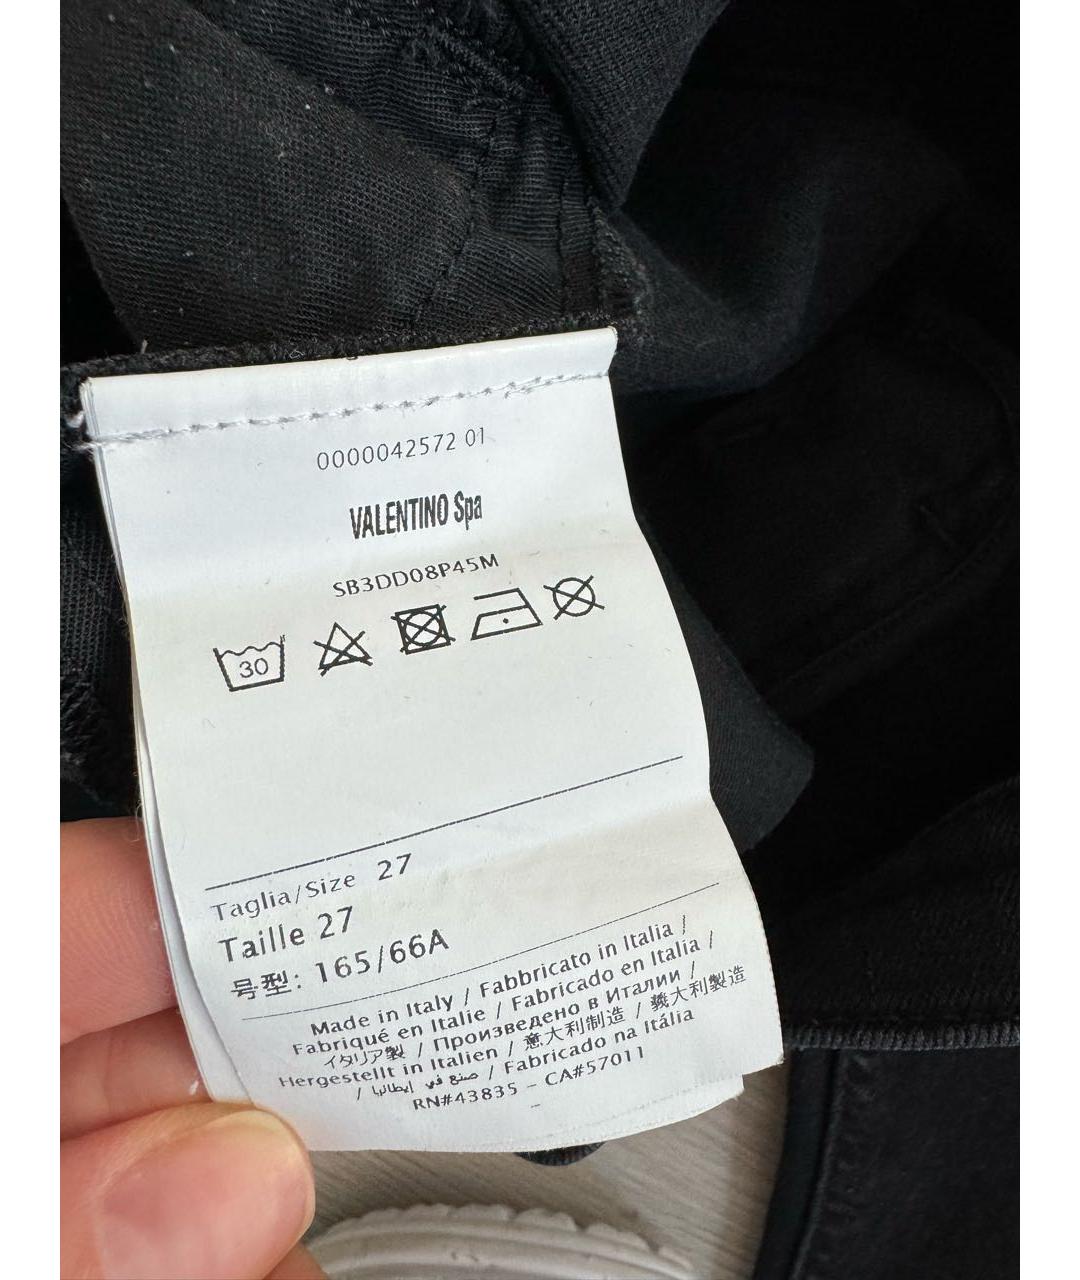 0000042572 01
VALENTINO Spa
SB3DD08P45M
30
Taglia/Size 27
Taille 27
号型: 165/66A
Made in Italy / Fabbricato in Italia /
Fabriqué en Italie / Fabricado en Italia /
イタリア製 / Произведено в Италии /
Hergestellt in Italien / 意大利制造 / 義大利製造
/ صنع في إيطاليا / Fabricado na Itália
RN#43835 - CA#57011